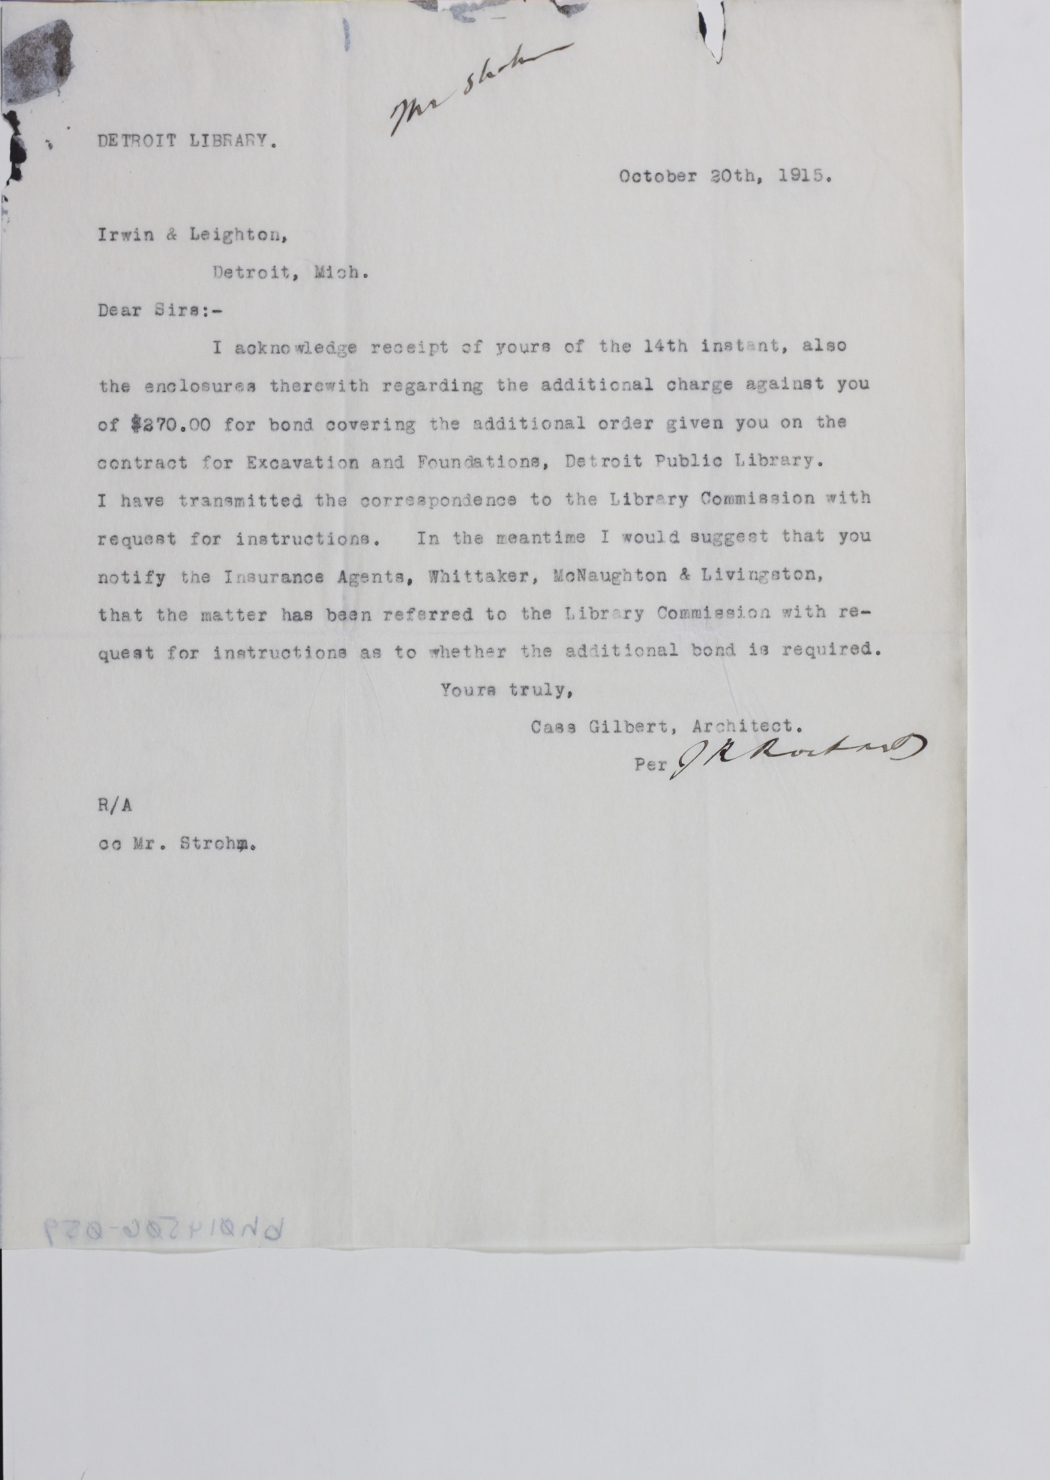 Mr Strohm
DETROIT LIBRARY.
October 20th, 1915.
Irwin & Leighton,
Detroit, Mich.
Dear Sirs:-
I acknowledge receipt of yours of the 14th instant, also
the enclosures therewith regarding the additional charge against you
of $270.00 for bond covering the additional order given you on the
contract for Excavation and Foundations, Detroit Public Library.
I have transmitted the correspondence to the Library Commission with
request for instructions. In the meantime I would suggest that you
notify the Insurance Agents, Whittaker, McNaughton & Livingston,
that the matter has been referred to the Library Commission with re-
quest for instructions as to whether the additional bond is required.
Yours truly,
Cass Gilbert, Architect.
Per J R Rockart
R/A
cc Mr. Strohm.